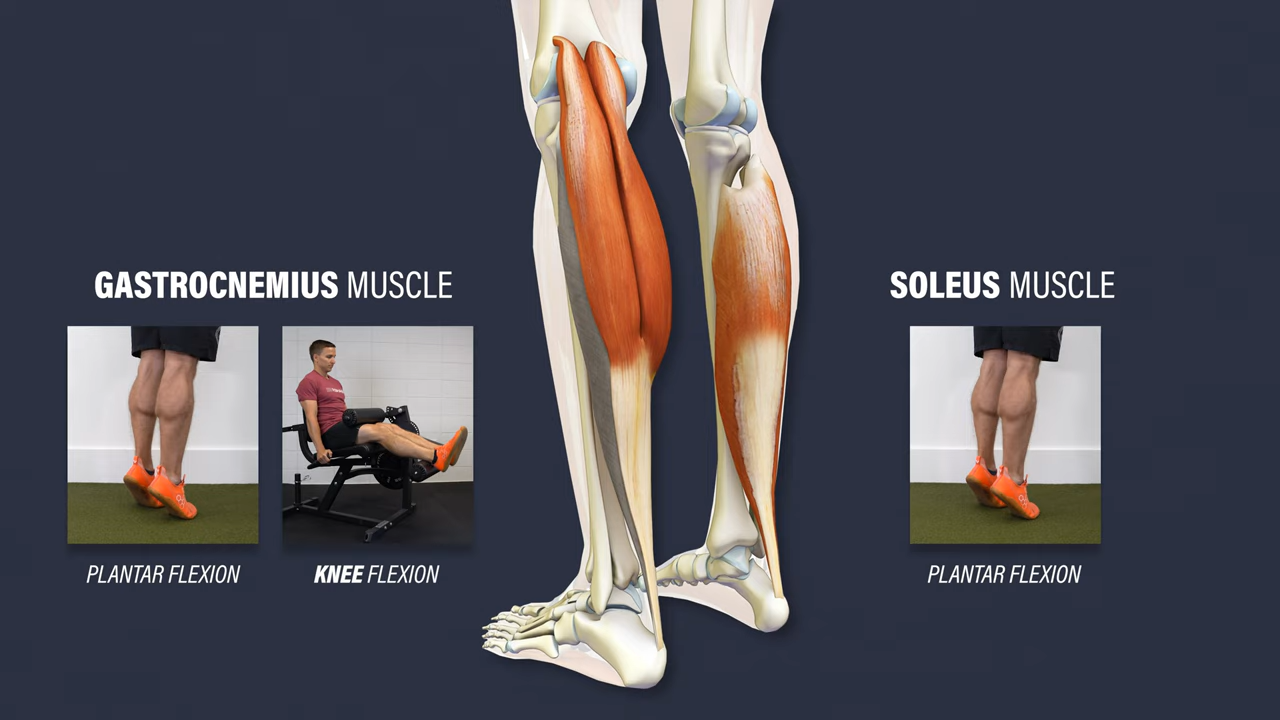 GASTROCNEMIUS MUSCLE
PLANTAR FLEXION
KNEE FLEXION
SOLEUS MUSCLE
PLANTAR FLEXION